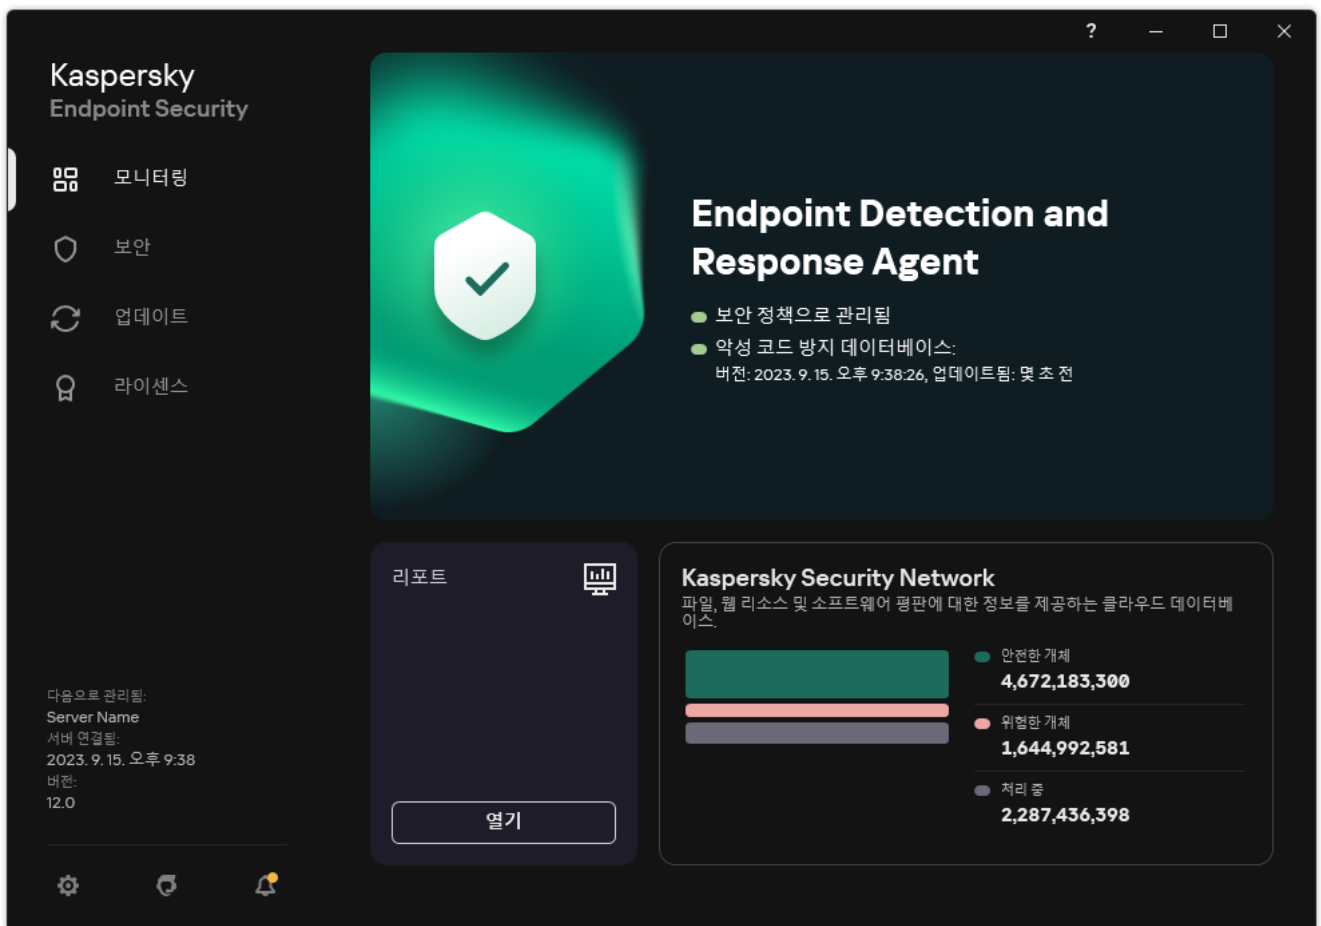 ?
Kaspersky
Endpoint Security
모니터링
보안
업데이트
라이센스
다음으로 관리됨:
Server Name
서버 연결됨:
2023. 9. 15. 오후 9:38
버전:
12.0
Endpoint Detection and
Response Agent
보안 정책으로 관리됨
악성 코드 방지 데이터베이스:
버전: 2023. 9. 15. 오후 9:38:26, 업데이트됨: 몇 초 전
리포트
열기
Kaspersky Security Network
파일, 웹 리소스 및 소프트웨어 평판에 대한 정보를 제공하는 클라우드 데이터베
이스.
안전한 개체
4,672,183,300
위험한 개체
1,644,992,581
처리 중
2,287,436,398